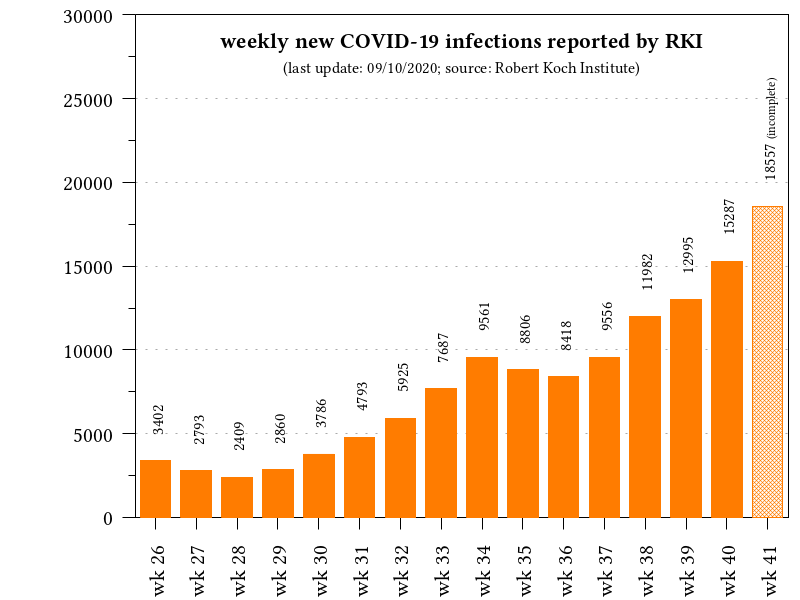 weekly new COVID-19 infections reported by RKI
(last update: 09/10/2020; source: Robert Koch Institute)
30000
25000
20000
15000
10000
5000
0
3402
2793
2409
2860
3786
4793
5925
7687
9561
8806
8418
9556
11982
12995
15287
18557 (incomplete)
wk 26
wk 27
wk 28
wk 29
wk 30
wk 31
wk 32
wk 33
wk 34
wk 35
wk 36
wk 37
wk 38
wk 39
wk 40
wk 41